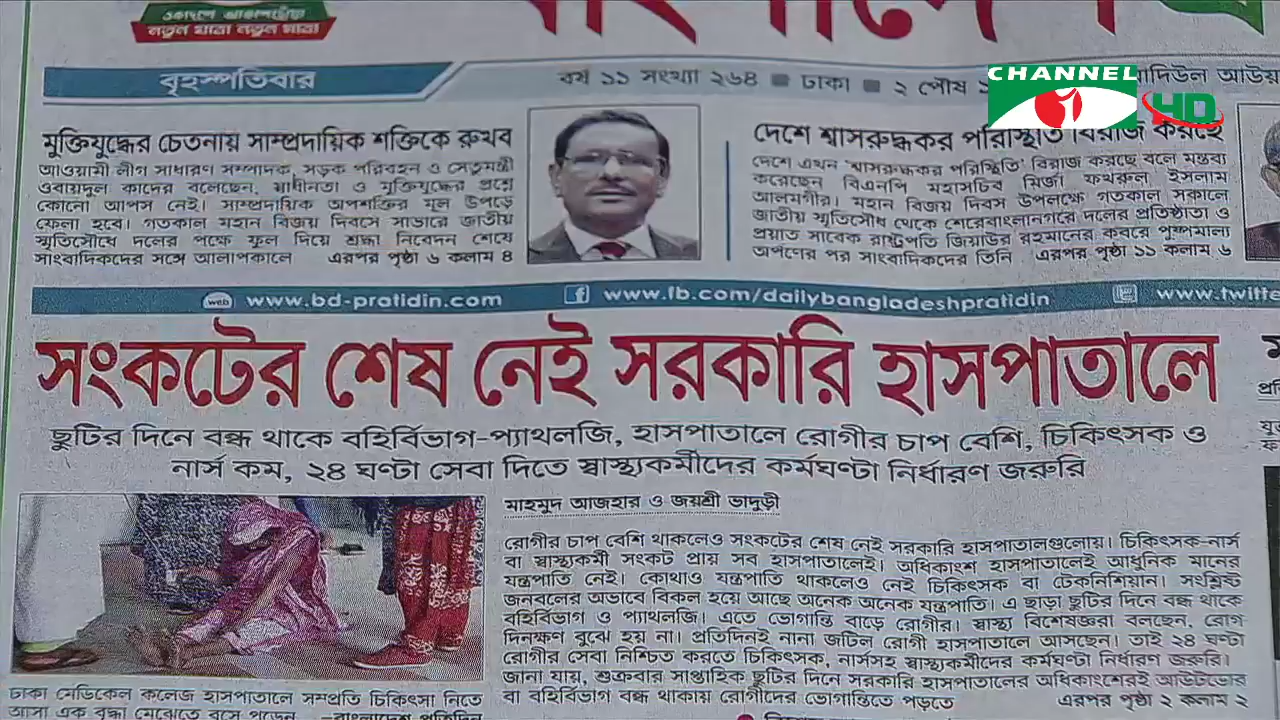 নতুন যাত্রা নতুন মাত্রা
বৃহস্পতিবার
বর্ষ ১১ সংখ্যা ২৬৪ ■ ঢাকা ■ ২ পৌষ
CHANNEL i HD
মুক্তিযুদ্ধের চেতনায় সাম্প্রদায়িক শক্তিকে রুখব
আওয়ামী লীগ সাধারণ সম্পাদক, সড়ক পরিবহন ও সেতুমন্ত্রী
ওবায়দুল কাদের বলেছেন, স্বাধীনতা ও মুক্তিযুদ্ধের প্রশ্নে
কোনো আপস নেই। সাম্প্রদায়িক অপশক্তির মূল উপড়ে
ফেলা হবে। গতকাল মহান বিজয় দিবসে সাভারে জাতীয়
স্মৃতিসৌধে দলের পক্ষে ফুল দিয়ে শ্রদ্ধা নিবেদন শেষে
সাংবাদিকদের সঙ্গে আলাপকালে এরপর পৃষ্ঠা ৬ কলাম ৪
দেশে শ্বাসরুদ্ধকর পরিস্থিতি বিরাজ করছে
দেশে এখন ‘শ্বাসরুদ্ধকর পরিস্থিতি’ বিরাজ করছে বলে মন্তব্য
করেছেন বিএনপি মহাসচিব মির্জা ফখরুল ইসলাম
আলমগীর। মহান বিজয় দিবস উপলক্ষে গতকাল সকালে
জাতীয় স্মৃতিসৌধ থেকে শেরেবাংলানগরে দলের প্রতিষ্ঠাতা ও
প্রয়াত সাবেক রাষ্ট্রপতি জিয়াউর রহমানের কবরে পুষ্পমাল্য
অর্পণের পর সাংবাদিকদের তিনি এরপর পৃষ্ঠা ১১ কলাম ৬
web www.bd-pratidin.com f www.fb.com/dailybangladeshpratidin www.twitte
সংকটের শেষ নেই সরকারি হাসপাতালে
ছুটির দিনে বন্ধ থাকে বহির্বিভাগ-প্যাথলজি, হাসপাতালে রোগীর চাপ বেশি, চিকিৎসক ও
নার্স কম, ২৪ ঘণ্টা সেবা দিতে স্বাস্থ্যকর্মীদের কর্মঘণ্টা নির্ধারণ জরুরি
মাহমুদ আজহার ও জয়শ্রী ভাদুড়ী
রোগীর চাপ বেশি থাকলেও সংকটের শেষ নেই সরকারি হাসপাতালগুলোয়। চিকিৎসক-নার্স
বা স্বাস্থ্যকর্মী সংকট প্রায় সব হাসপাতালেই। অধিকাংশ হাসপাতালেই আধুনিক মানের
যন্ত্রপাতি নেই। কোথাও যন্ত্রপাতি থাকলেও নেই চিকিৎসক বা টেকনিশিয়ান। সংশ্লিষ্ট
জনবলের অভাবে বিকল হয়ে আছে অনেক অনেক যন্ত্রপাতি। এ ছাড়া ছুটির দিনে বন্ধ থাকে
বহির্বিভাগ ও প্যাথলজি। এতে ভোগান্তি বাড়ে রোগীর। স্বাস্থ্য বিশেষজ্ঞরা বলছেন, রোগ
দিনক্ষণ বুঝে হয় না। প্রতিদিনই নানা জটিল রোগী হাসপাতালে আসছেন। তাই ২৪ ঘণ্টা
রোগীর সেবা নিশ্চিত করতে চিকিৎসক, নার্সসহ স্বাস্থ্যকর্মীদের কর্মঘণ্টা নির্ধারণ জরুরি।
জানা যায়, শুক্রবার সাপ্তাহিক ছুটির দিনে সরকারি হাসপাতালের অধিকাংশেরই আউটডোর
বা বহির্বিভাগ বন্ধ থাকায় রোগীদের ভোগান্তিতে পড়তে এরপর পৃষ্ঠা ২ কলাম ২
ঢাকা মেডিকেল কলেজ হাসপাতালে সম্প্রতি চিকিৎসা নিতে
আসা এক বৃদ্ধা মেঝেতে বসে পড়েন —বাংলাদেশ প্রতিদিন